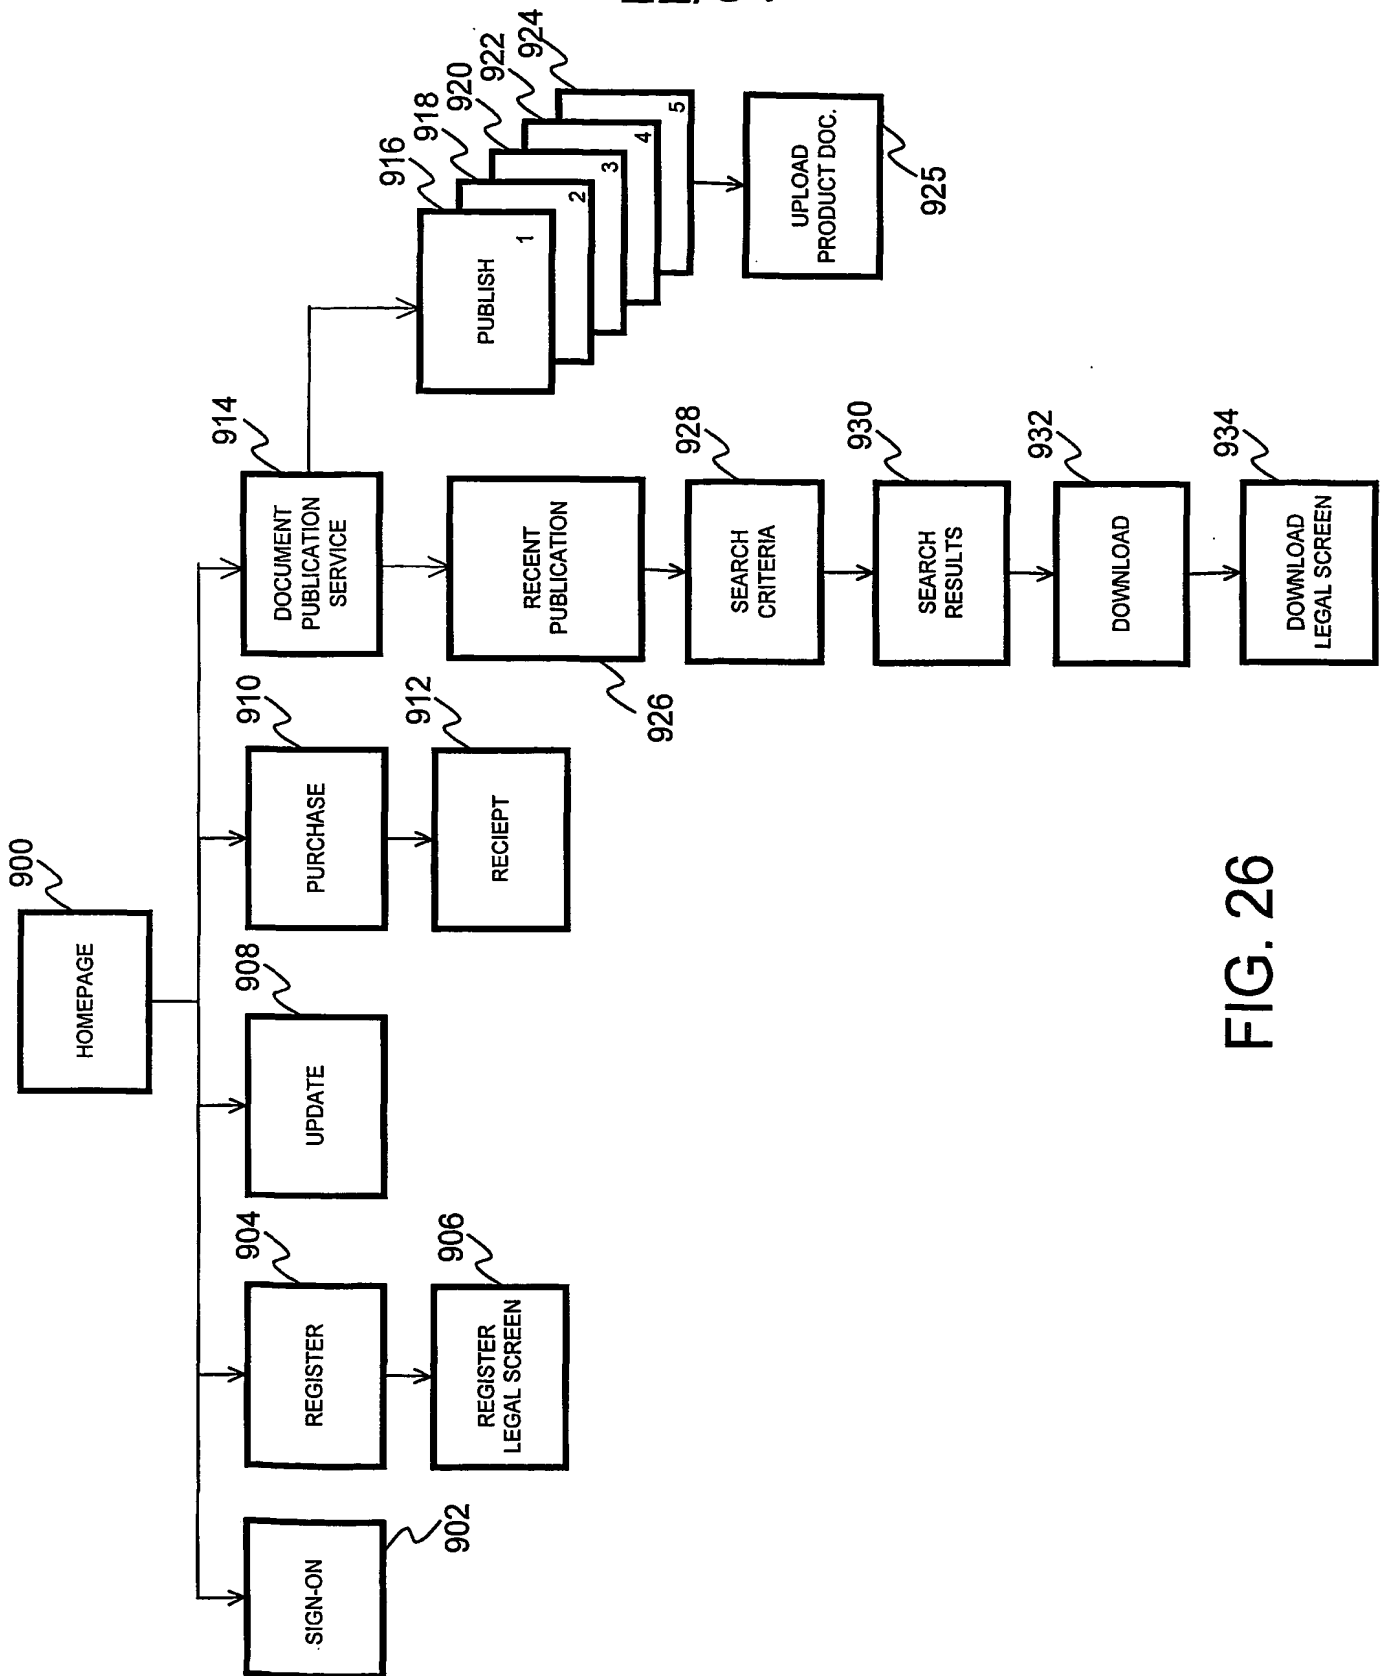 900
HOMEPAGE
902
SIGN-ON
904
REGISTER
906
REGISTER
LEGAL SCREEN
908
UPDATE
910
PURCHASE
912
RECIEPT
914
DOCUMENT
PUBLICATION
SERVICE
916
918
920
922
924
PUBLISH
1
2
3
4
5
UPLOAD
PRODUCT DOC.
925
RECENT
PUBLICATION
926
928
SEARCH
CRITERIA
930
SEARCH
RESULTS
932
DOWNLOAD
934
DOWNLOAD
LEGAL SCREEN
FIG. 26